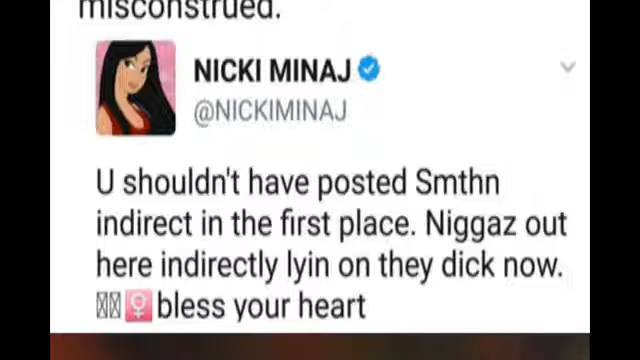 misconstrued.
NICKI MINAJ
@NICKIMINAJ
U shouldn't have posted Smthn
indirect in the first place. Niggaz out
here indirectly lyin on they dick now.
♀ bless your heart